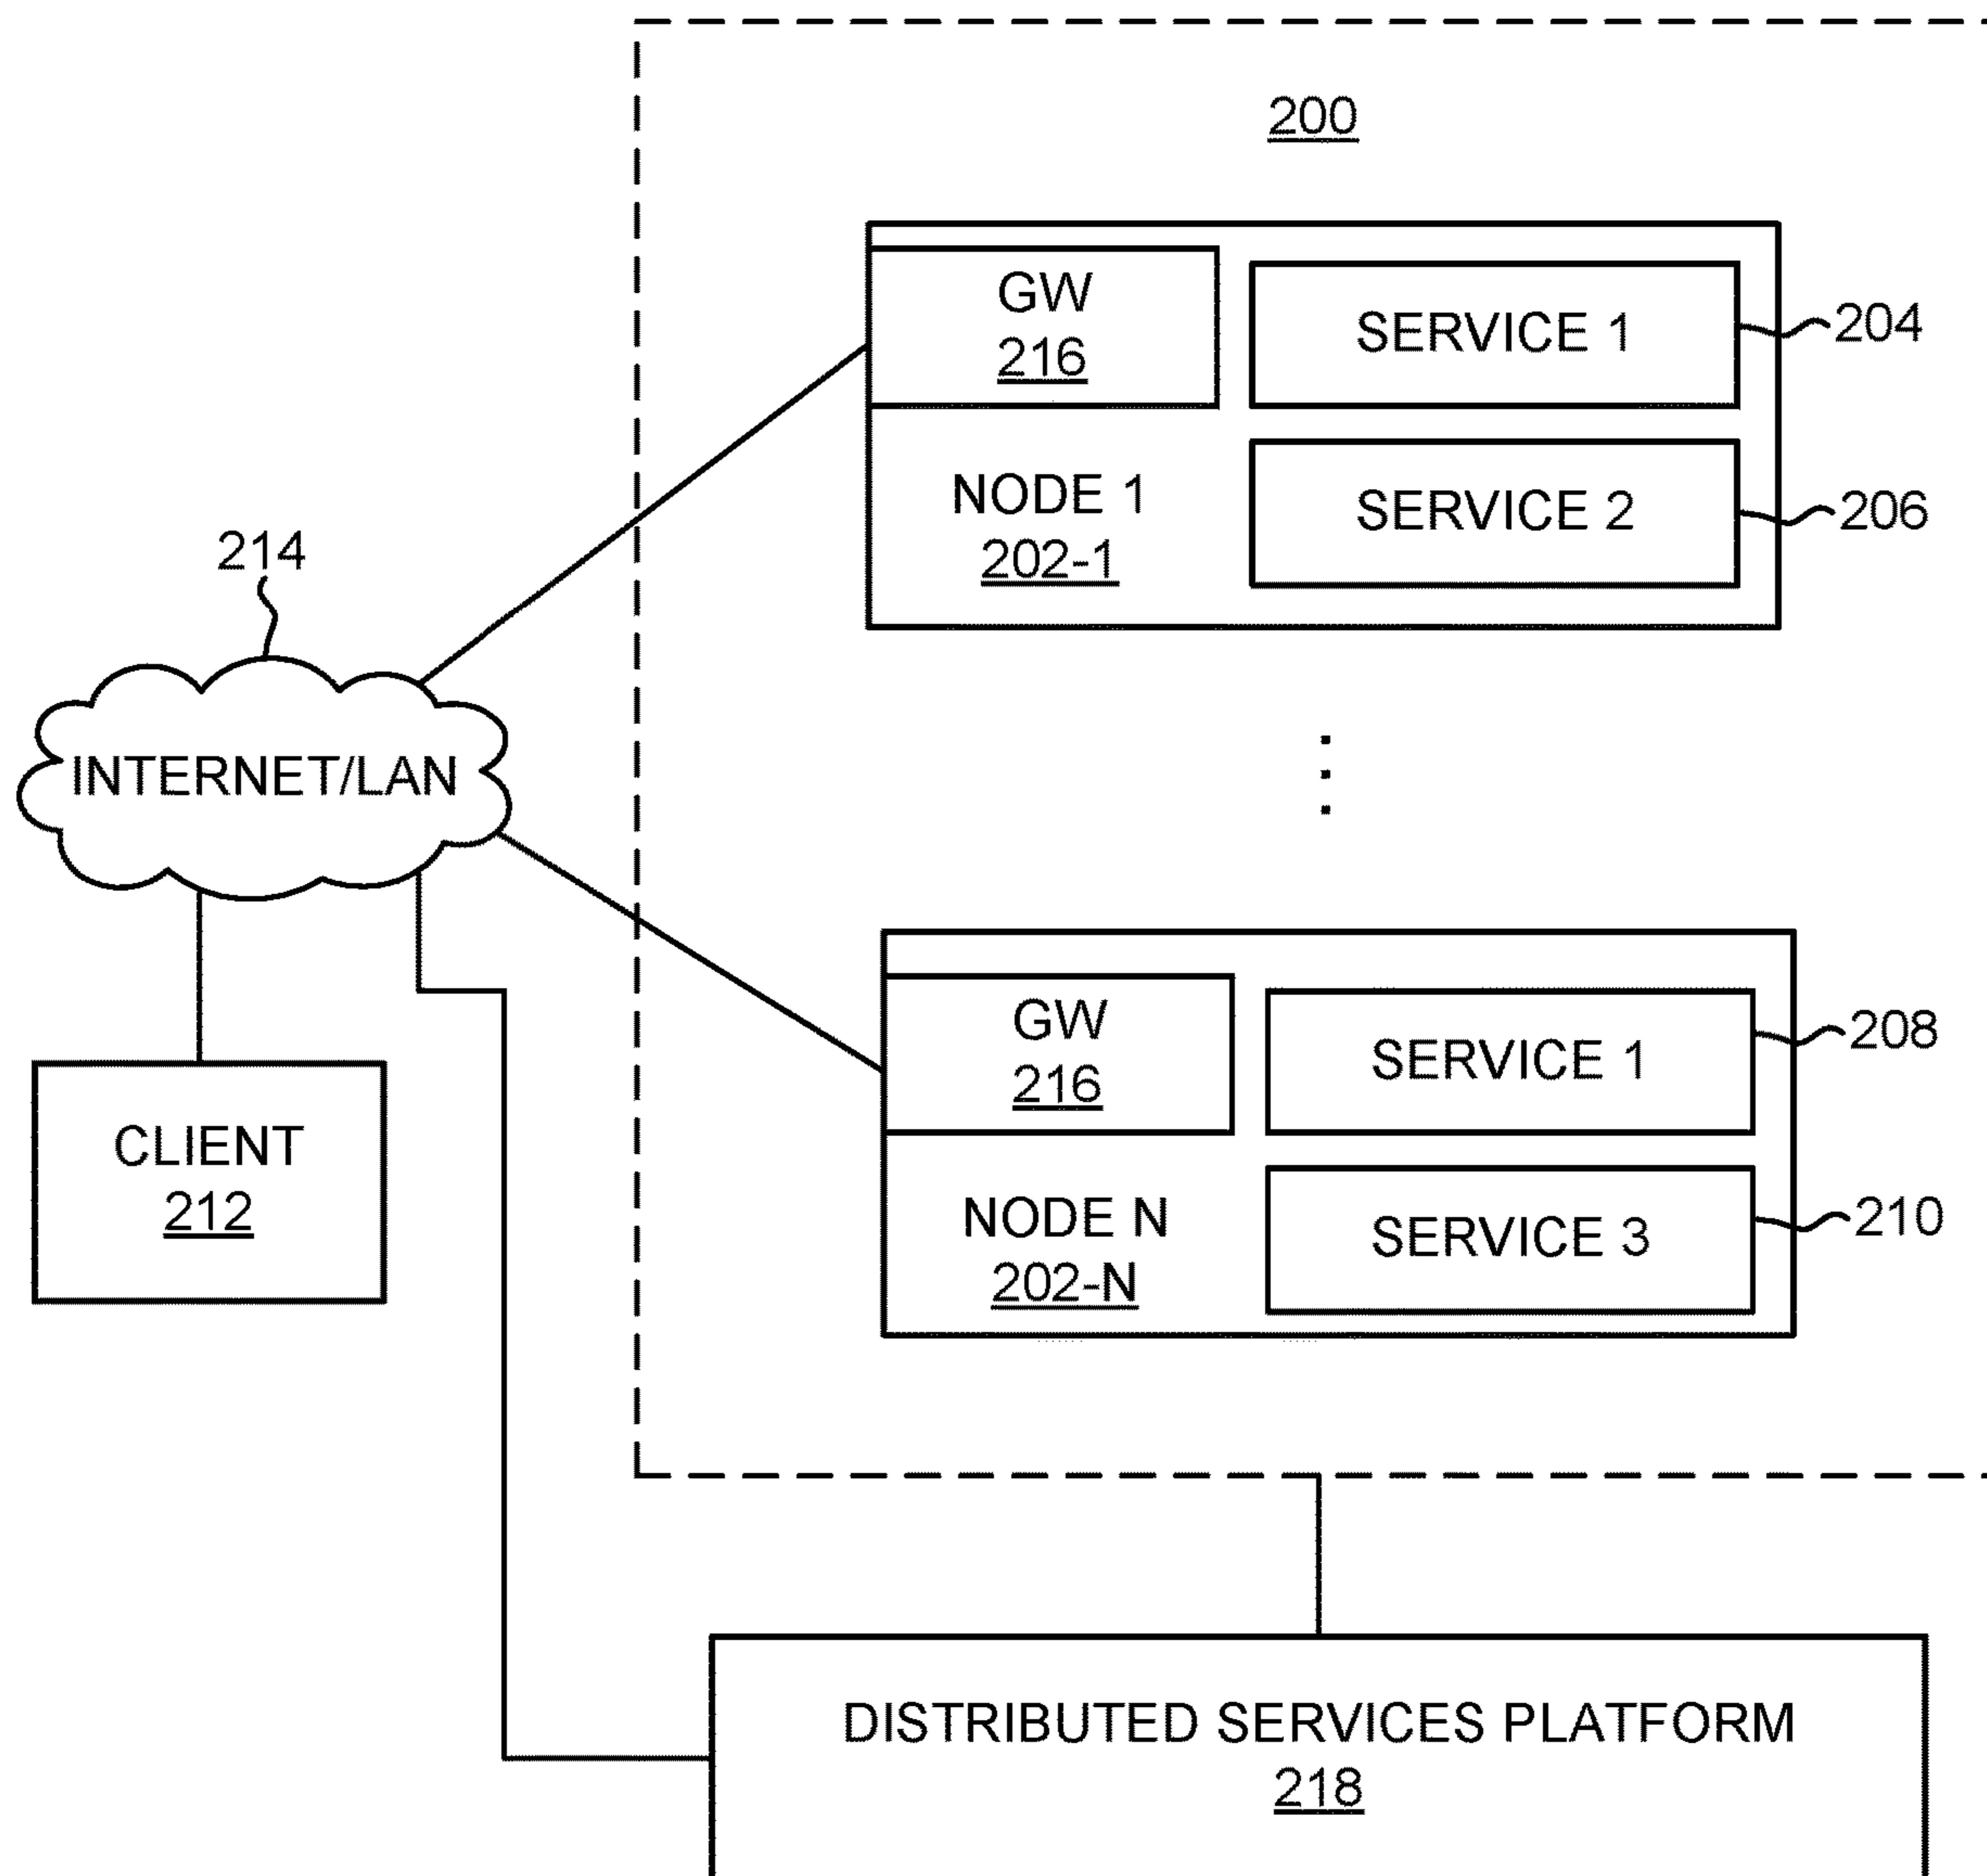 200
GW
216
SERVICE 1
204
NODE 1
202-1
SERVICE 2
206
214
INTERNET/LAN
GW
216
SERVICE 1
208
CLIENT
212
NODE N
202-N
SERVICE 3
210
DISTRIBUTED SERVICES PLATFORM
218